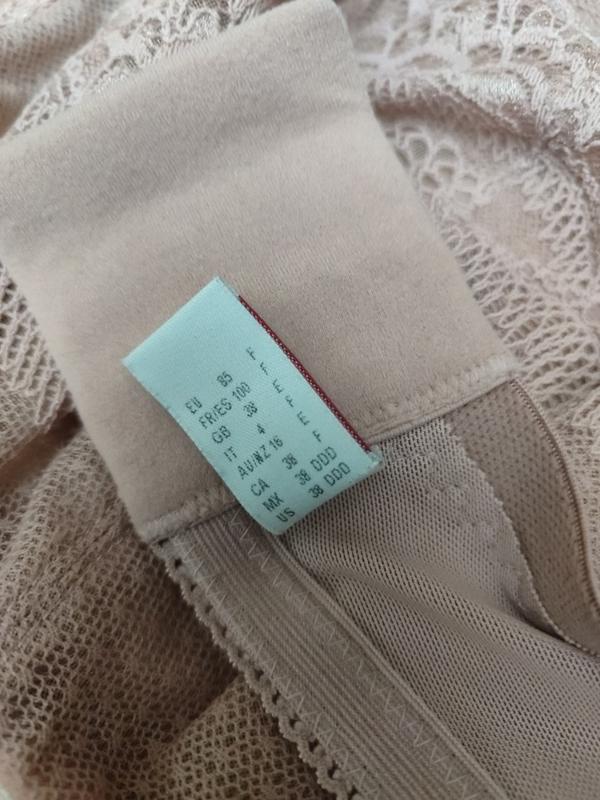 EU 85 F
FR/ES 100 F
GB 38 E
IT 4 F
AU/NZ 16 E
CA 38 F
MX 38 DDD
US 38 DDD